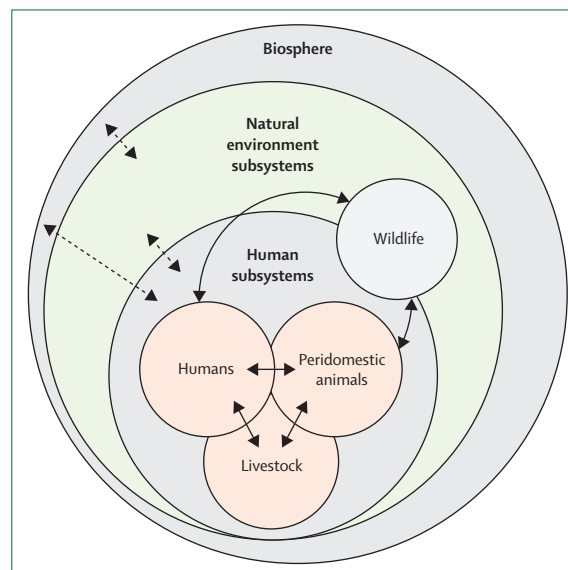 Biosphere
Natural
environment
subsystems
Wildlife
Human
subsystems
Humans
Peridomestic
animals
Livestock